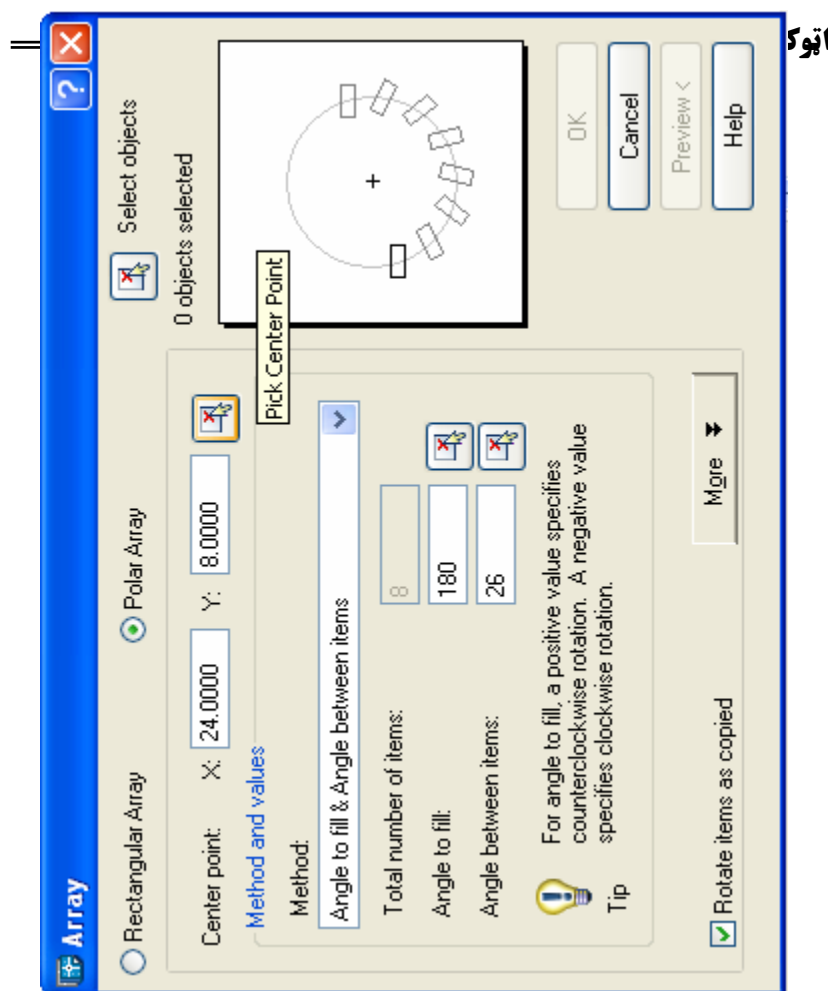 Array
Rectangular Array
Polar Array
Select objects
0 objects selected
Center point: X: 24.0000 Y: 8.0000
Pick Center Point
Method and values
Method:
Angle to fill & Angle between items
Total number of items: 8
Angle to fill: 180
Angle between items: 26
Tip
For angle to fill, a positive value specifies
counterclockwise rotation. A negative value
specifies clockwise rotation.
Rotate items as copied
More
OK
Cancel
Preview <
Help